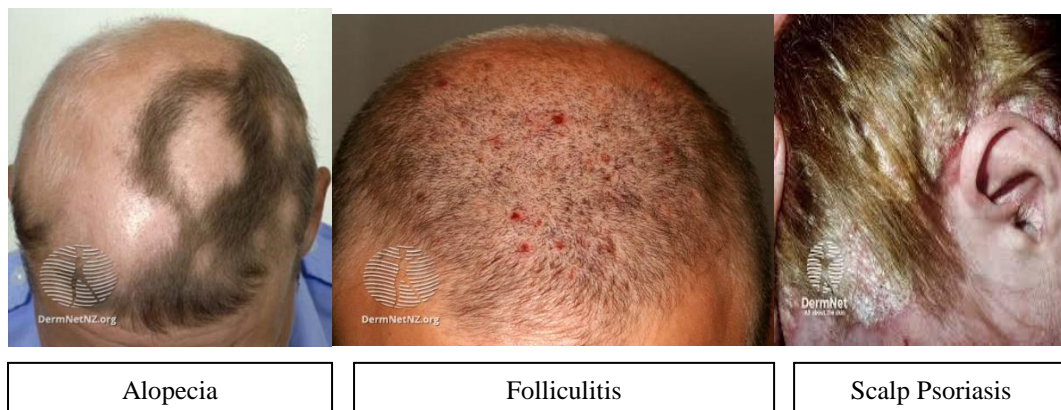 DermNetNZ.org
DermNetNZ.org
DermNet
All about the skin
Alopecia
Folliculitis
Scalp Psoriasis